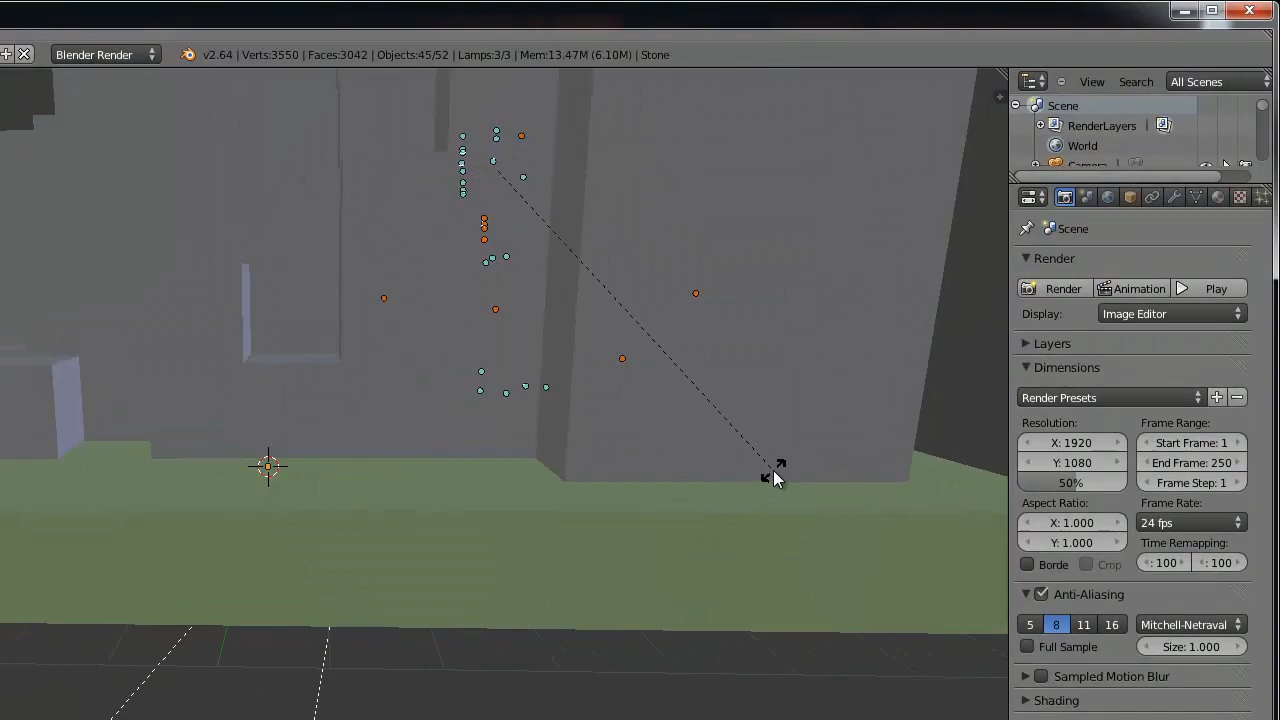 Blender Render
v2.64 | Verts:3550 | Faces:3042 | Objects:45/52 | Lamps:3/3 | Mem:13.47M (6.10M) | Stone
View Search All Scenes
Scene
RenderLayers |
World
Camera
Scene
Render
Render Animation Play
Display: Image Editor
Layers
Dimensions
Render Presets
Resolution: Frame Range:
X: 1920 Start Frame: 1
Y: 1080 End Frame: 250
50% Frame Step: 1
Aspect Ratio: Frame Rate:
X: 1.000 24 fps
Y: 1.000 Time Remapping:
Borde Crop : 100 : 100
Anti-Aliasing
5 8 11 16 Mitchell-Netraval
Full Sample Size: 1.000
Sampled Motion Blur
Shading